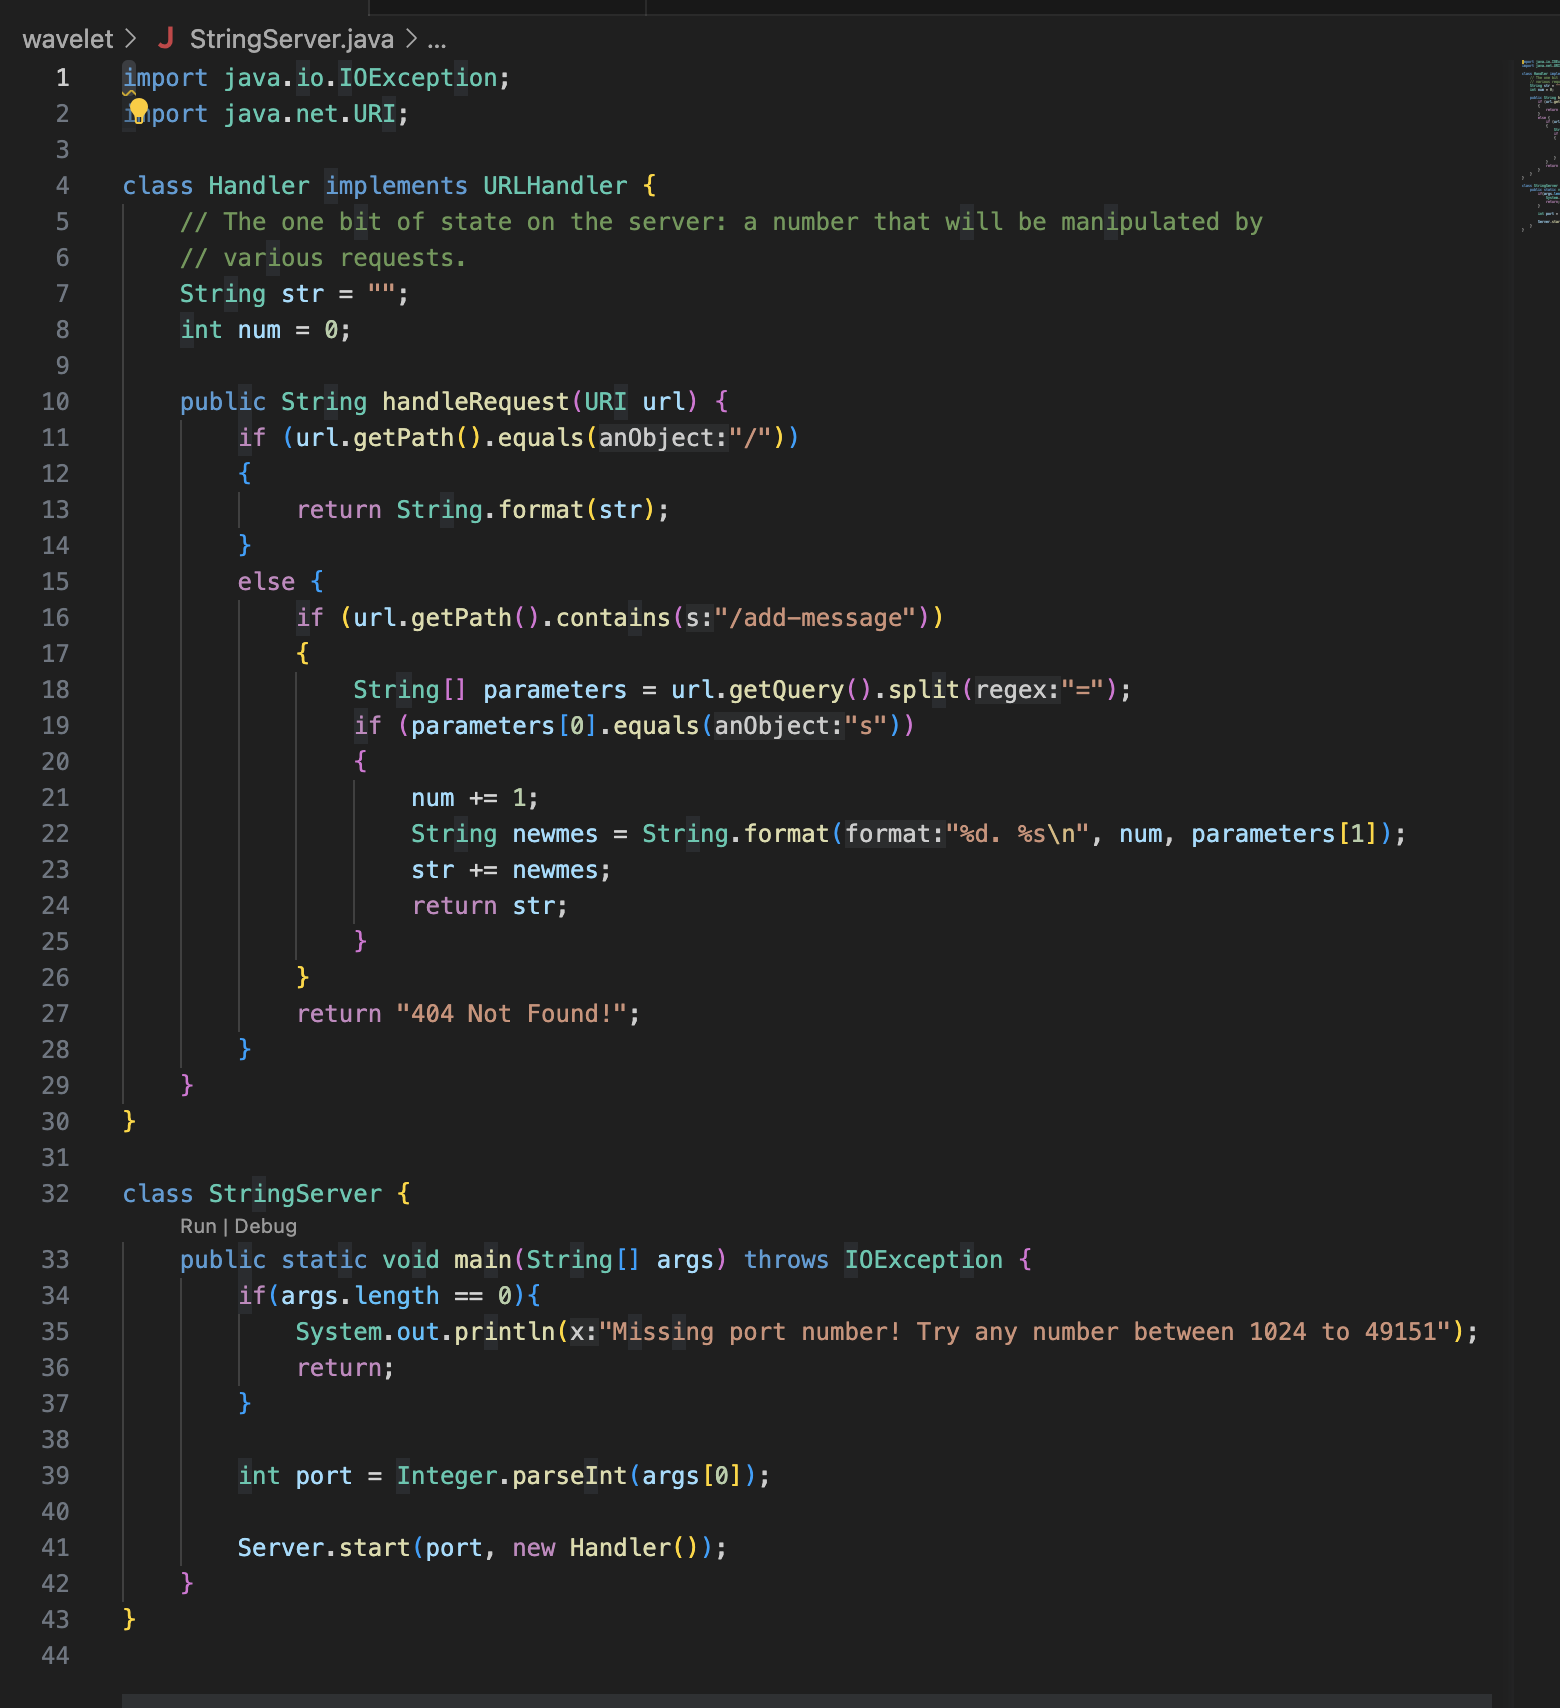 wavelet > J StringServer.java > ...
1 import java.io.IOException;
2 import java.net.URI;
3
4 class Handler implements URLHandler {
5 // The one bit of state on the server: a number that will be manipulated by
6 // various requests.
7 String str = "";
8 int num = 0;
9
10 public String handleRequest(URI url) {
11 if (url.getPath().equals(anObject:"/"))
12 {
13 return String.format(str);
14 }
15 else {
16 if (url.getPath().contains(s:"/add-message"))
17 {
18 String[] parameters = url.getQuery().split(regex:"=");
19 if (parameters[0].equals(anObject:"s"))
20 {
21 num += 1;
22 String newmes = String.format(format:"%d. %s\n", num, parameters[1]);
23 str += newmes;
24 return str;
25 }
26 }
27 return "404 Not Found!";
28 }
29 }
30 }
31
32 class StringServer {
Run | Debug
33 public static void main(String[] args) throws IOException {
34 if(args.length == 0){
35 System.out.println(x:"Missing port number! Try any number between 1024 to 49151");
36 return;
37 }
38
39 int port = Integer.parseInt(args[0]);
40
41 Server.start(port, new Handler());
42 }
43 }
44